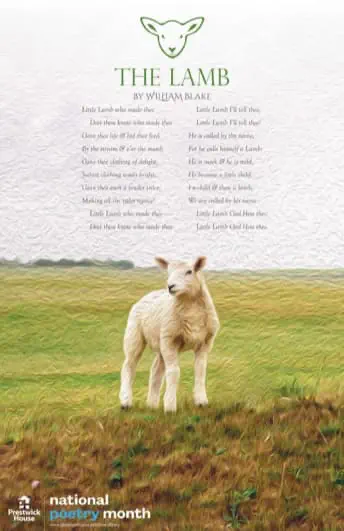 THE LAMB
BY WILLIAM BLAKE
Little Lamb who made thee
Dost thou know who made thee
Gave thee life & bid thee feed.
By the stream & o'er the mead;
Gave thee clothing of delight,
Softest clothing wooly bright;
Gave thee such a tender voice,
Making all the vales rejoice!
Little Lamb who made thee
Dost thou know who made thee
Little Lamb I'll tell thee,
Little Lamb I'll tell thee!
He is called by thy name,
For he calls himself a Lamb:
He is meek & he is mild,
He became a little child:
I a child & thou a lamb,
We are called by his name.
Little Lamb God bless thee.
Little Lamb God bless thee.
Prestwick
House
national
poetry month